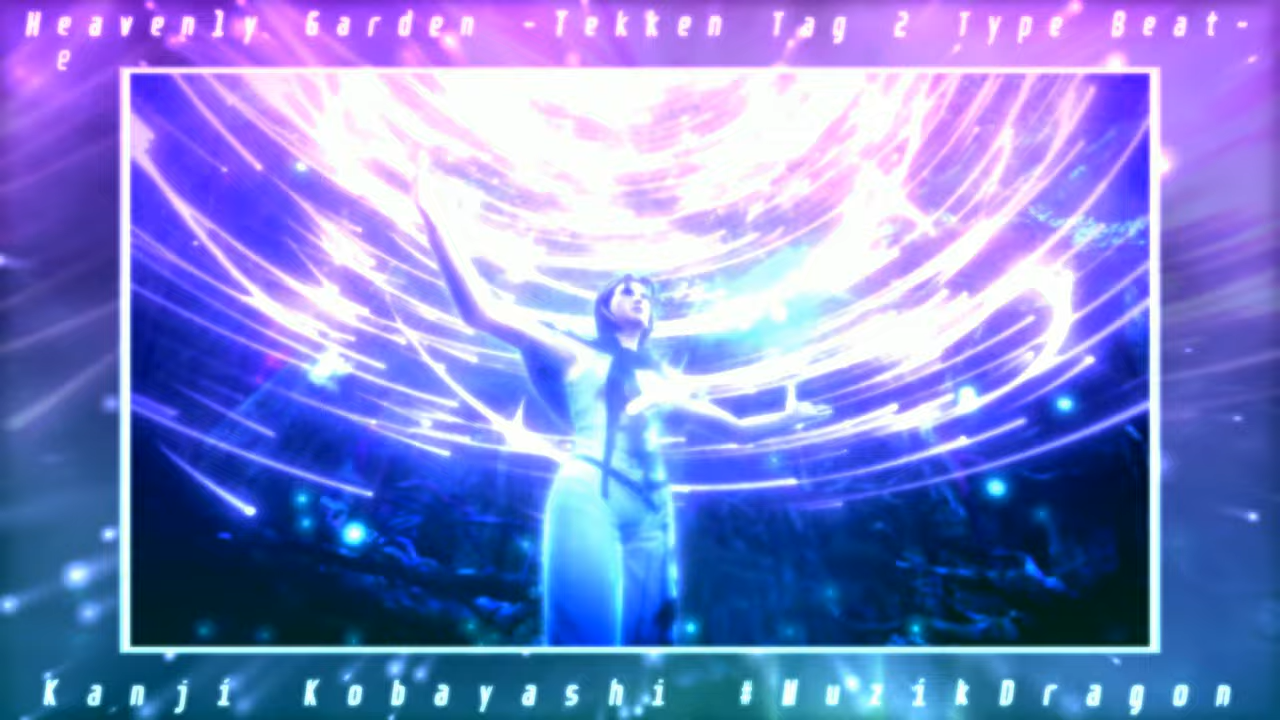 Heavenly Garden -Tekken Tag 2 Type Beat-
e
Kanji Kobayashi #MuzikDragon